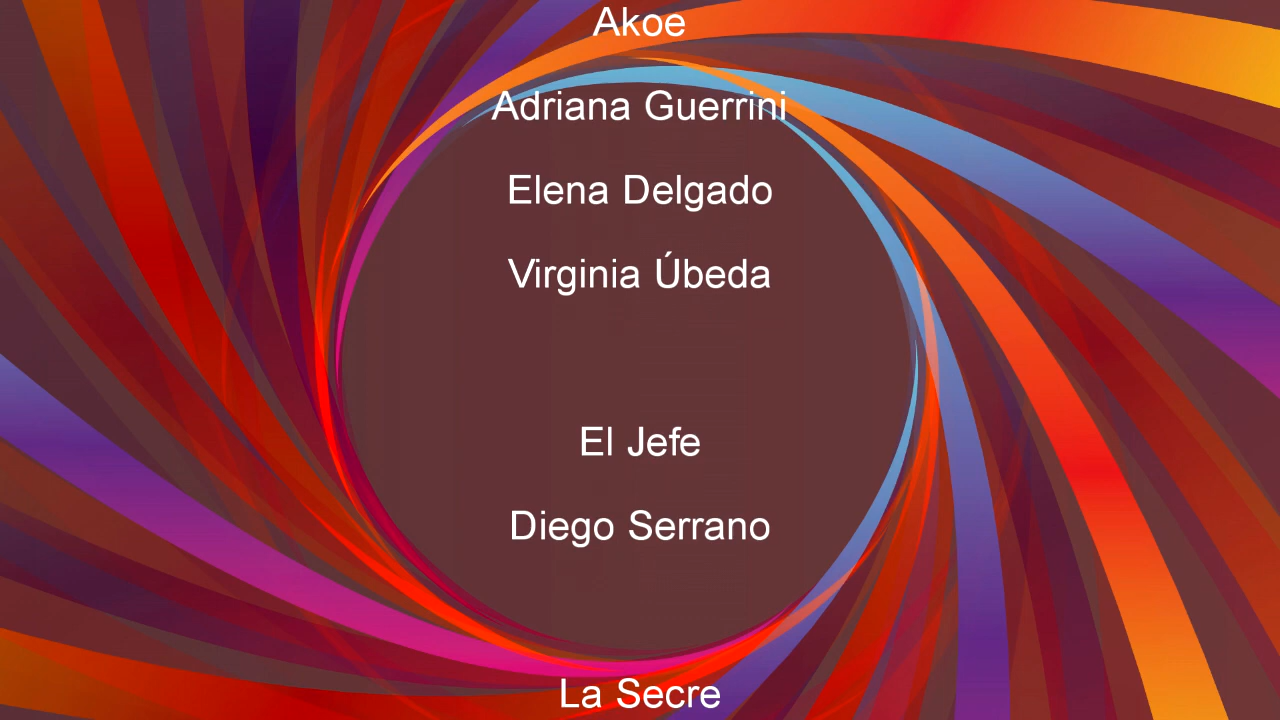 Akoe
Adriana Guerrini
Elena Delgado
Virginia Úbeda
El Jefe
Diego Serrano
La Secre